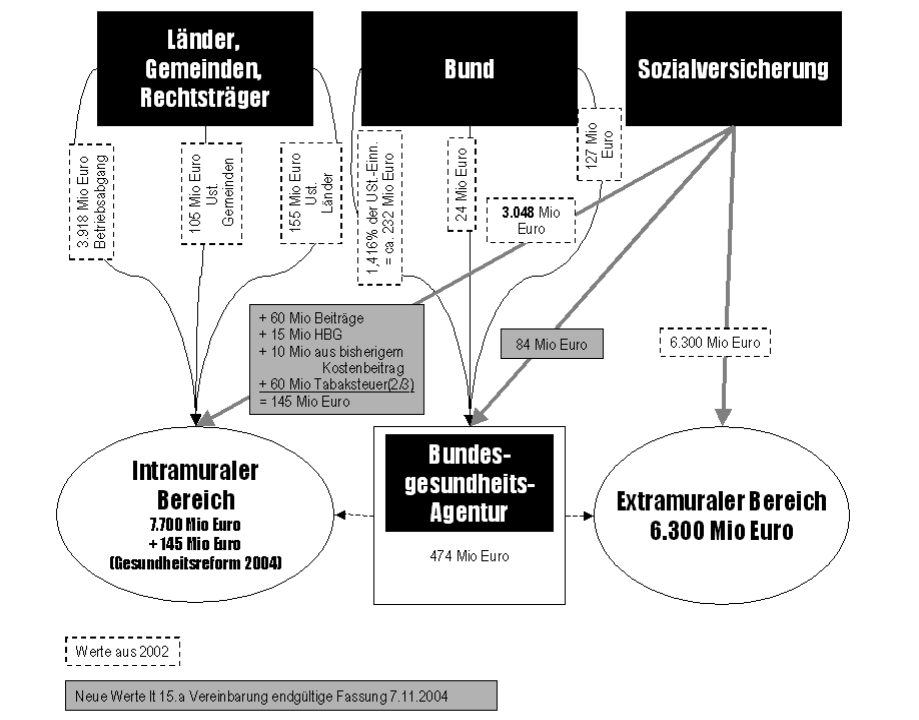 Länder,
Gemeinden,
Rechtsträger
Bund
Sozialversicherung
3.918 Mio Euro
Betriebsabgang
105 Mio Euro
Ust.
Gemeinden
155 Mio Euro
Ust.
Länder
1,416% der USt.-Einn.
= ca. 232 Mio Euro
24 Mio Euro
127 Mio
Euro
3.048 Mio
Euro
+ 60 Mio Beiträge
+ 15 Mio HBG
+ 10 Mio aus bisherigem
Kostenbeitrag
+ 60 Mio Tabaksteuer(2/3)
= 145 Mio Euro
84 Mio Euro
6.300 Mio Euro
Intramuraler
Bereich
7.700 Mio Euro
+ 145 Mio Euro
(Gesundheitsreform 2004)
Bundes-
gesundheits-
Agentur
474 Mio Euro
Extramuraler Bereich
6.300 Mio Euro
Werte aus 2002
Neue Werte lt 15.a Vereinbarung endgültige Fassung 7.11.2004